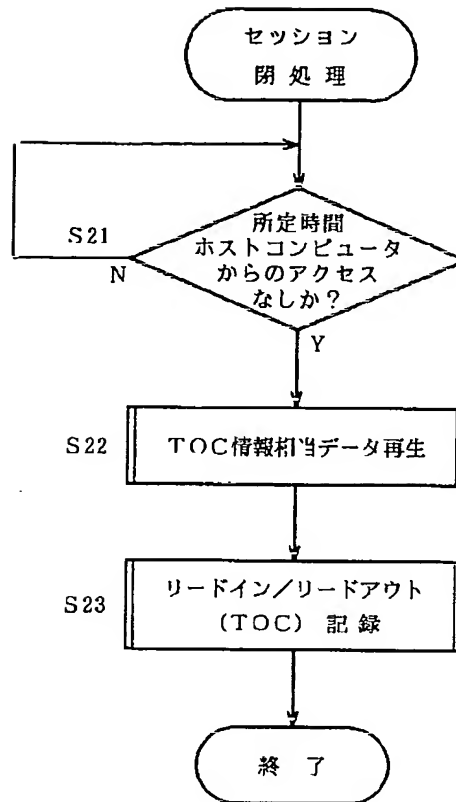 セッション
閉処理
S21
所定時間
ホストコンピュータ
からのアクセス
なしか？
N
Y
S22
TOC情報相当データ再生
S23
リードイン／リードアウト
（TOC）記録
終了